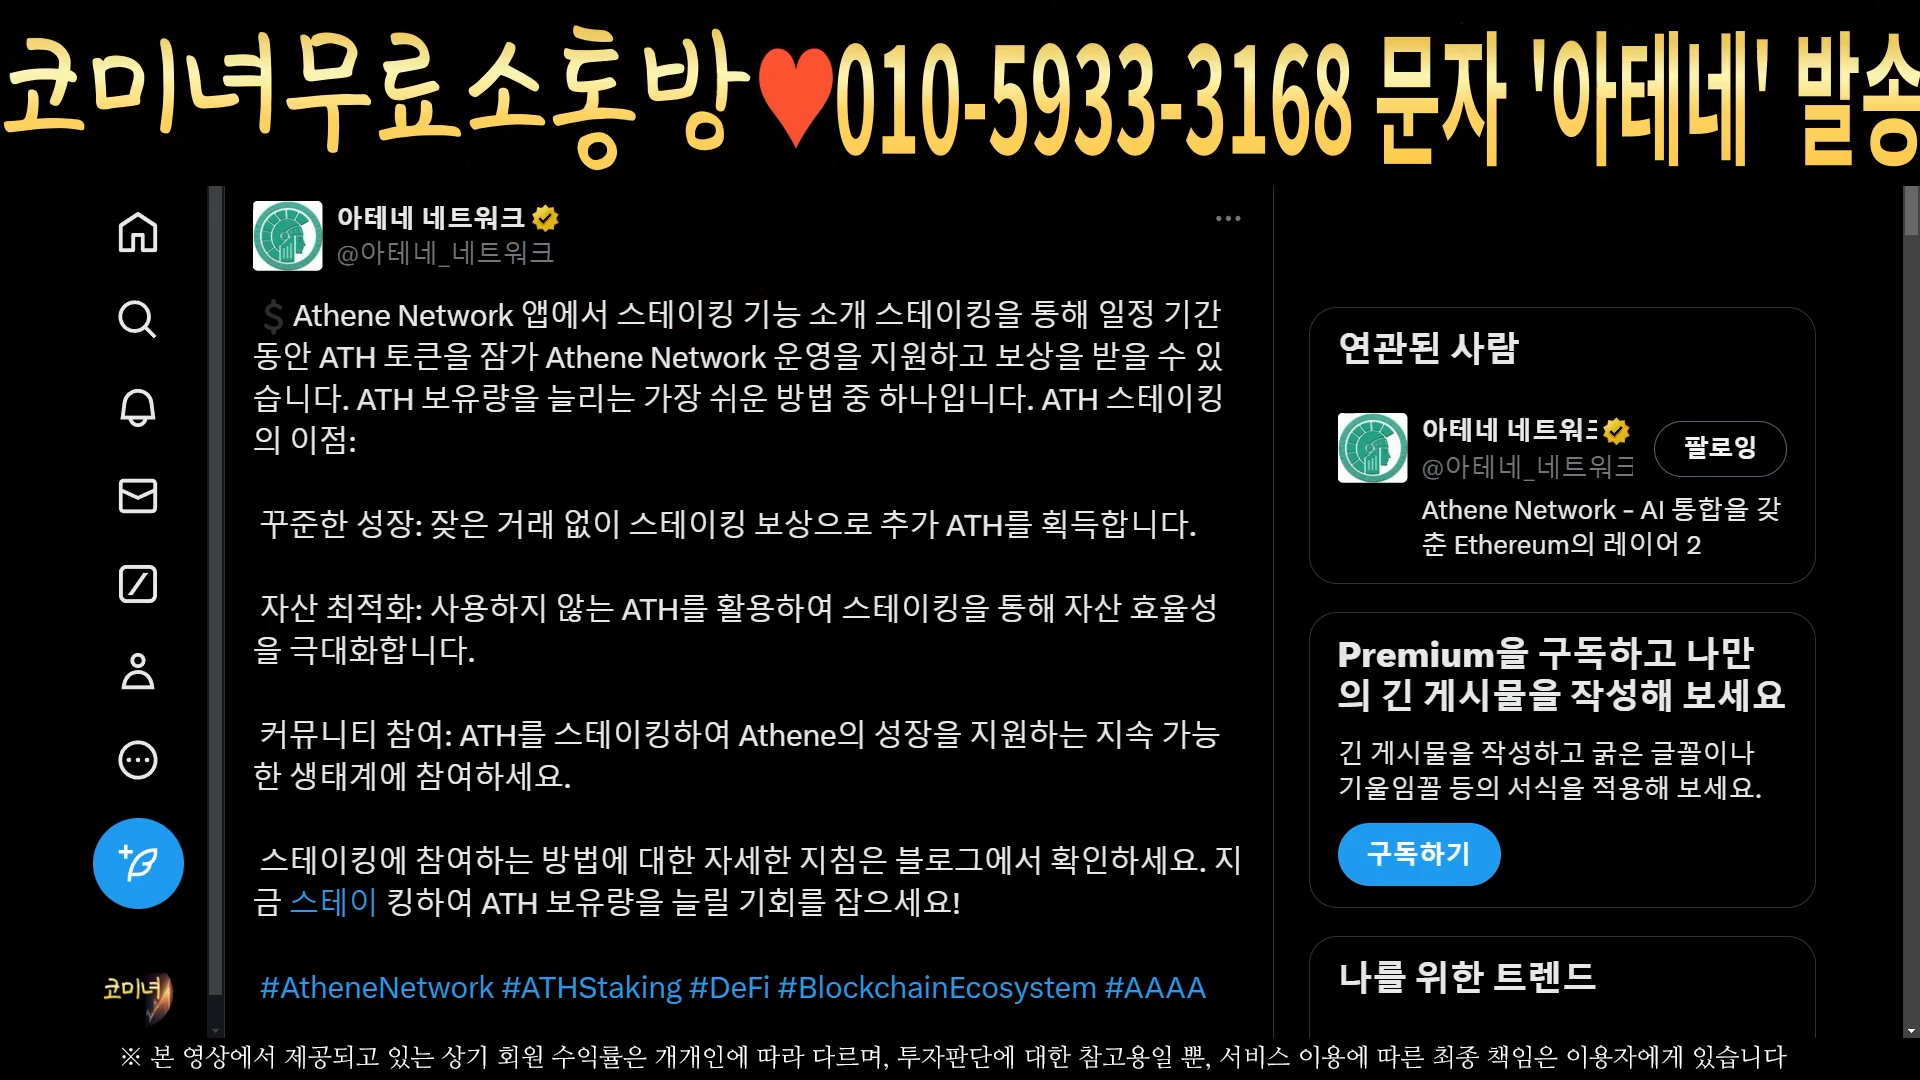 코미녀무료소통방♥010-5933-3168 문자 '아테네' 발송
아테네 네트워크
@아테네_네트워크
$ Athene Network 앱에서 스테이킹 기능 소개 스테이킹을 통해 일정 기간
동안 ATH 토큰을 잠가 Athene Network 운영을 지원하고 보상을 받을 수 있
습니다. ATH 보유량을 늘리는 가장 쉬운 방법 중 하나입니다. ATH 스테이킹
의 이점:
꾸준한 성장: 잦은 거래 없이 스테이킹 보상으로 추가 ATH를 획득합니다.
자산 최적화: 사용하지 않는 ATH를 활용하여 스테이킹을 통해 자산 효율성
을 극대화합니다.
커뮤니티 참여: ATH를 스테이킹하여 Athene의 성장을 지원하는 지속 가능
한 생태계에 참여하세요.
스테이킹에 참여하는 방법에 대한 자세한 지침은 블로그에서 확인하세요. 지
금 스테이 킹하여 ATH 보유량을 늘릴 기회를 잡으세요!
#AtheneNetwork #ATHStaking #DeFi #BlockchainEcosystem #AAAA
연관된 사람
아테네 네트워크
@아테네_네트워크
팔로잉
Athene Network – AI 통합을 갖
춘 Ethereum의 레이어 2
Premium을 구독하고 나만
의 긴 게시물을 작성해 보세요
긴 게시물을 작성하고 굵은 글꼴이나
기울임꼴 등의 서식을 적용해 보세요.
구독하기
나를 위한 트렌드
코미녀
※ 본 영상에서 제공되고 있는 상기 회원 수익률은 개개인에 따라 다르며, 투자판단에 대한 참고용일 뿐, 서비스 이용에 따른 최종 책임은 이용자에게 있습니다